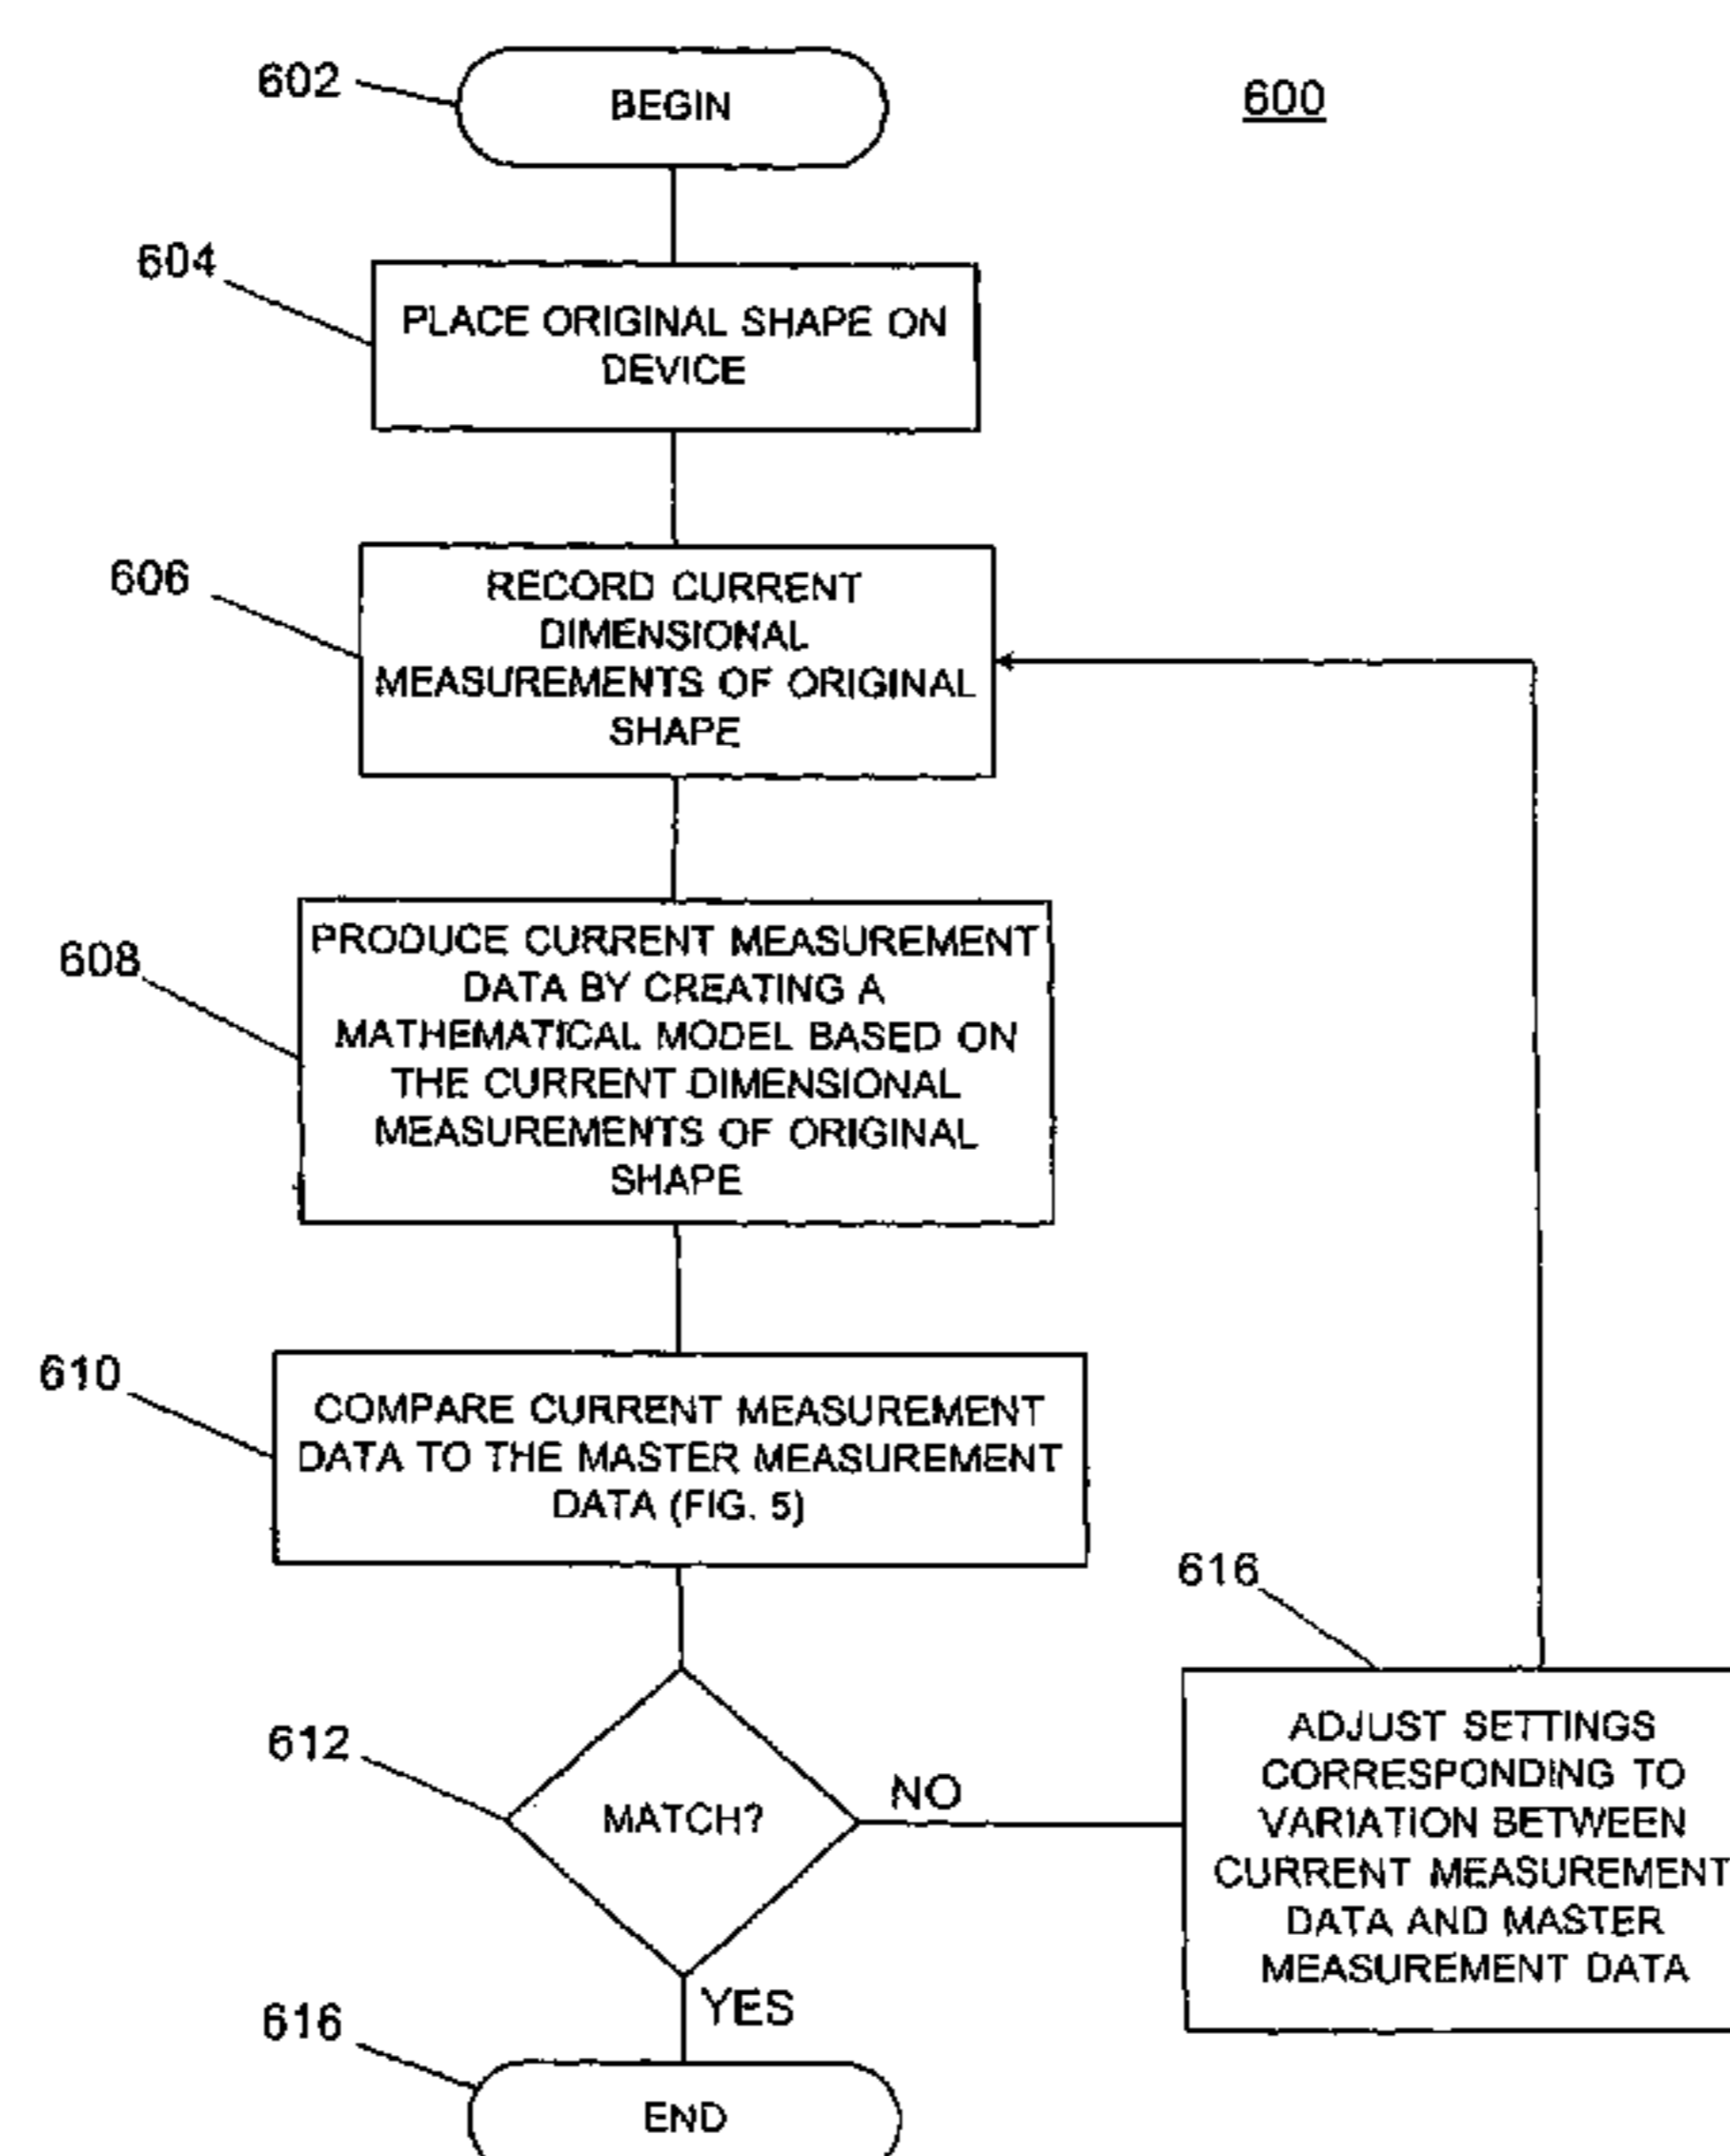 602
BEGIN
600
604
PLACE ORIGINAL SHAPE ON
DEVICE
606
RECORD CURRENT
DIMENSIONAL
MEASUREMENTS OF ORIGINAL
SHAPE
608
PRODUCE CURRENT MEASUREMENT
DATA BY CREATING A
MATHEMATICAL MODEL BASED ON
THE CURRENT DIMENSIONAL
MEASUREMENTS OF ORIGINAL
SHAPE
610
COMPARE CURRENT MEASUREMENT
DATA TO THE MASTER MEASUREMENT
DATA (FIG. 5)
612
MATCH?
NO
616
ADJUST SETTINGS
CORRESPONDING TO
VARIATION BETWEEN
CURRENT MEASUREMENT
DATA AND MASTER
MEASUREMENT DATA
YES
616
END